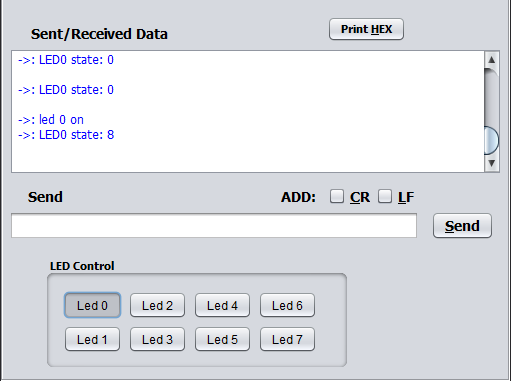 Sent/Received Data
Print HEX
->: LED0 state: 0
->: LED0 state: 0
->: led 0 on
->: LED0 state: 8
Send
ADD: CR LF
Send
LED Control
Led 0 Led 2 Led 4 Led 6
Led 1 Led 3 Led 5 Led 7